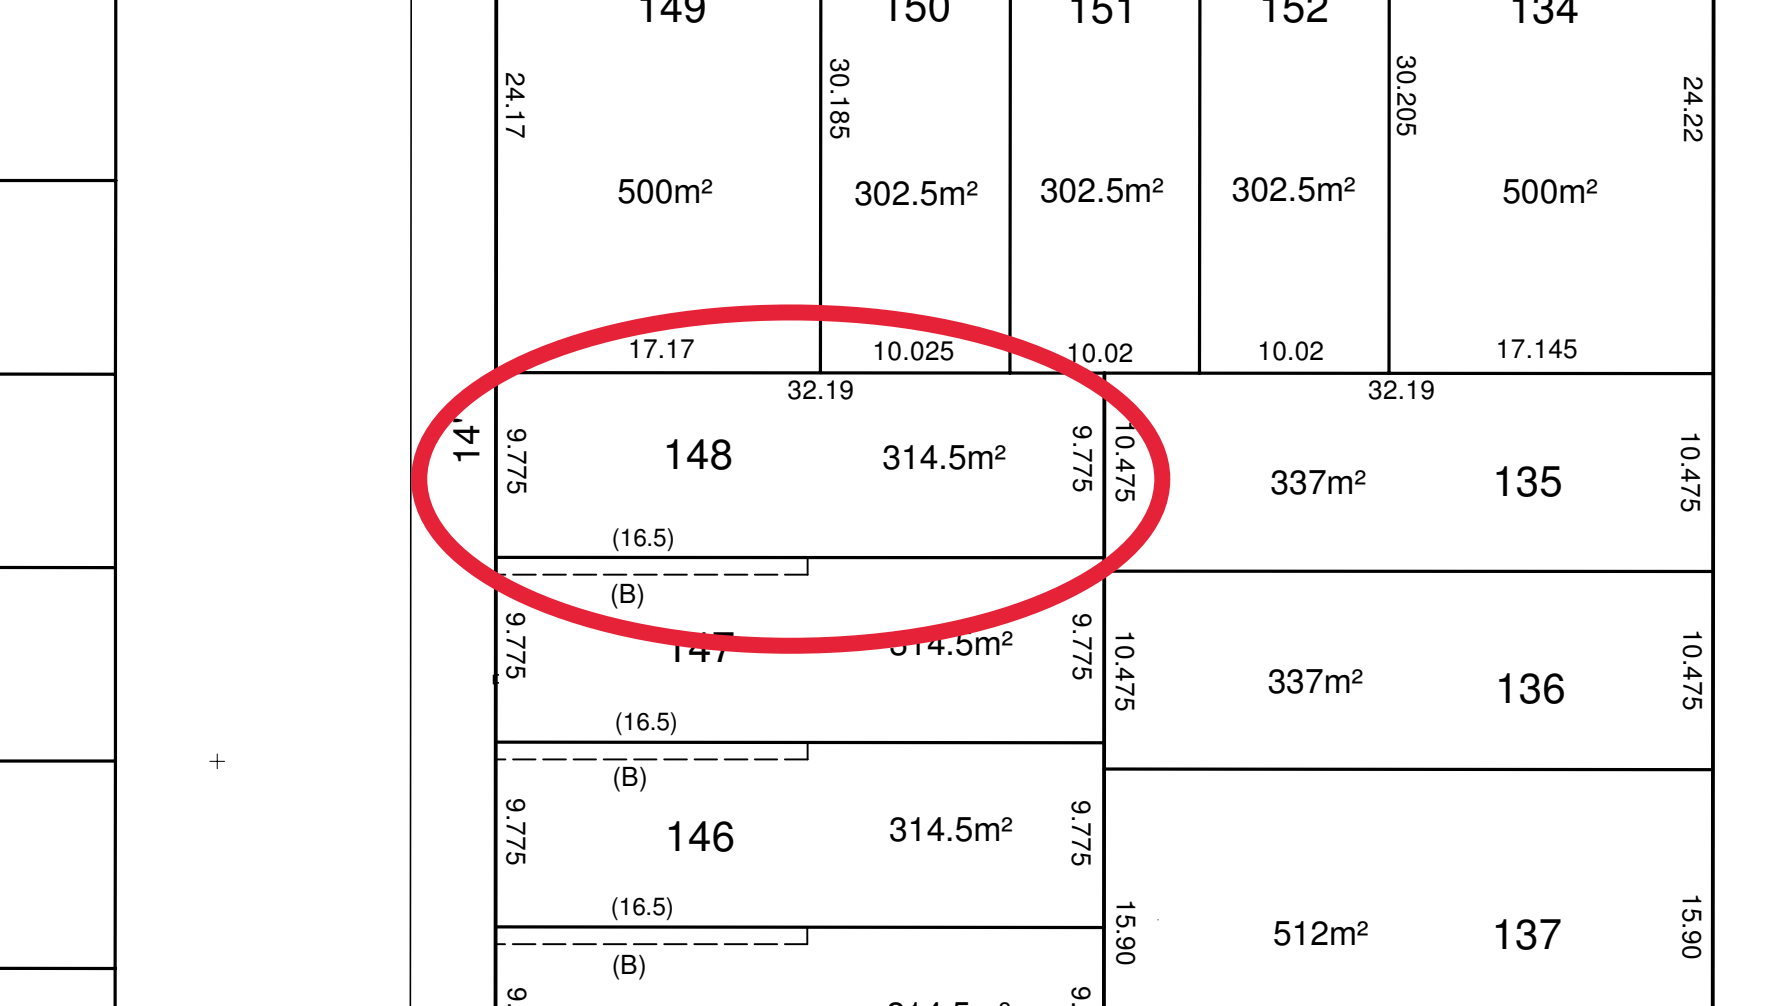 149 150 151 152 134
24.17 30.185 30.205 24.22
500m² 302.5m² 302.5m² 302.5m² 500m²
17.17 10.025 10.02 10.02 17.145
32.19 32.19
14'
9.775 148 314.5m² 9.775 10.475 337m² 135 10.475
(16.5)
(B)
9.775 147 314.5m² 9.775 10.475 337m² 136 10.475
(16.5)
(B)
9.775 146 314.5m² 9.775
(16.5)
15.90 512m² 137 15.90
(B)